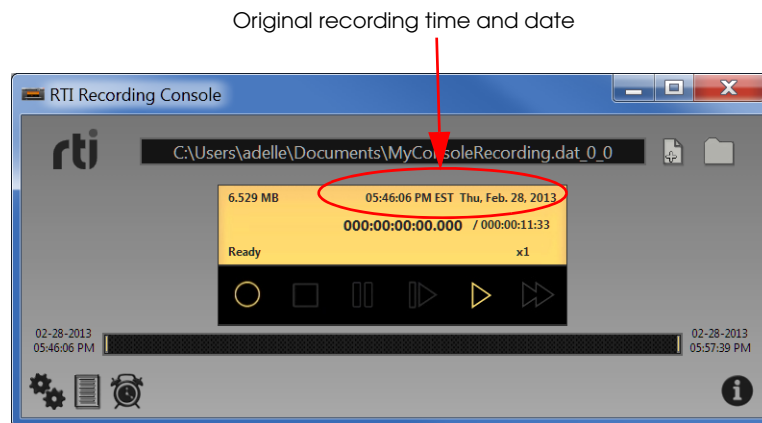 Original recording time and date
RTI Recording Console
rti
C:\Users\adelle\Documents\MyConsoleRecording.dat_0_0
6.529 MB 05:46:06 PM EST Thu, Feb. 28, 2013
000:00:00:00.000 / 000:00:11:33
Ready x1
02-28-2013 02-28-2013
05:46:06 PM 05:57:39 PM